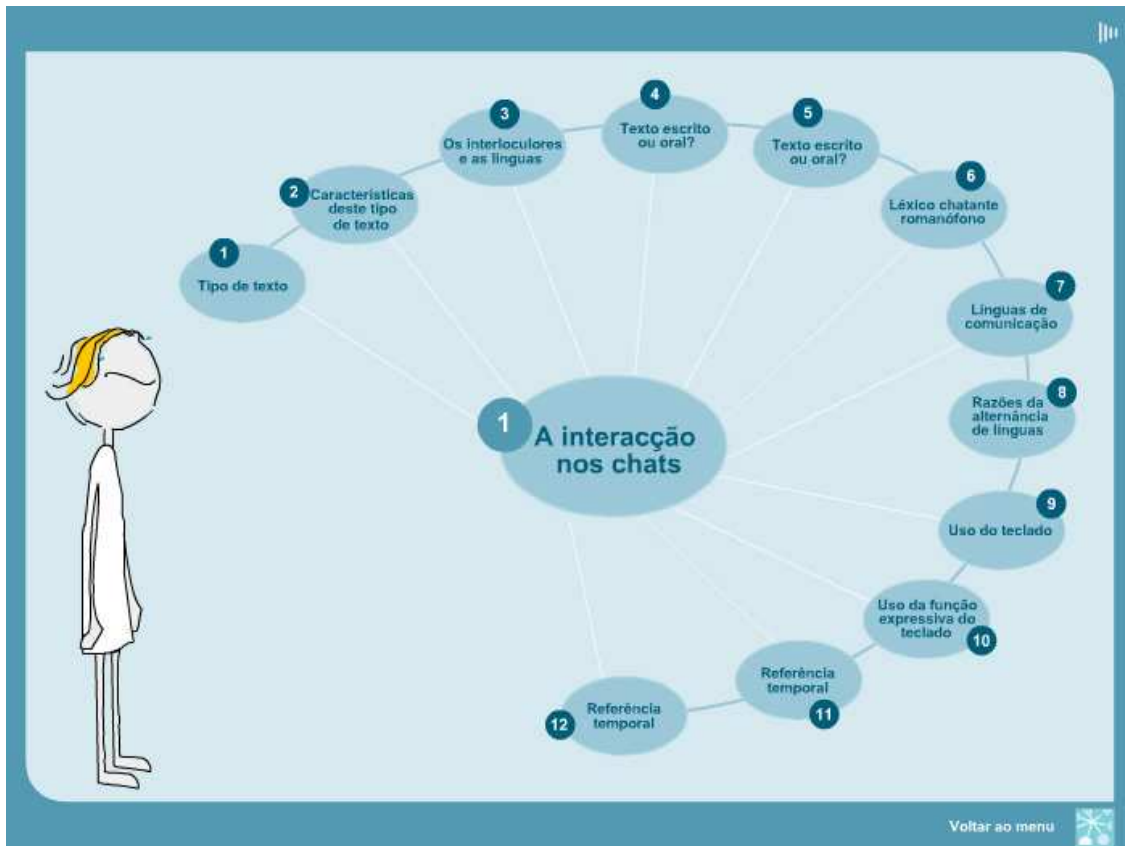 1
Tipo de texto
2
Características
deste tipo
de texto
3
Os interloculores
e as línguas
4
Texto escrito
ou oral?
5
Texto escrito
ou oral?
6
Léxico chatante
romanófono
7
Línguas de
comunicação
8
Razões da
alternância
de línguas
9
Uso do teclado
Uso da função
expressiva do
teclado
10
Referência
temporal
11
Referência
temporal
12
1
A interacção
nos chats
Voltar ao menu